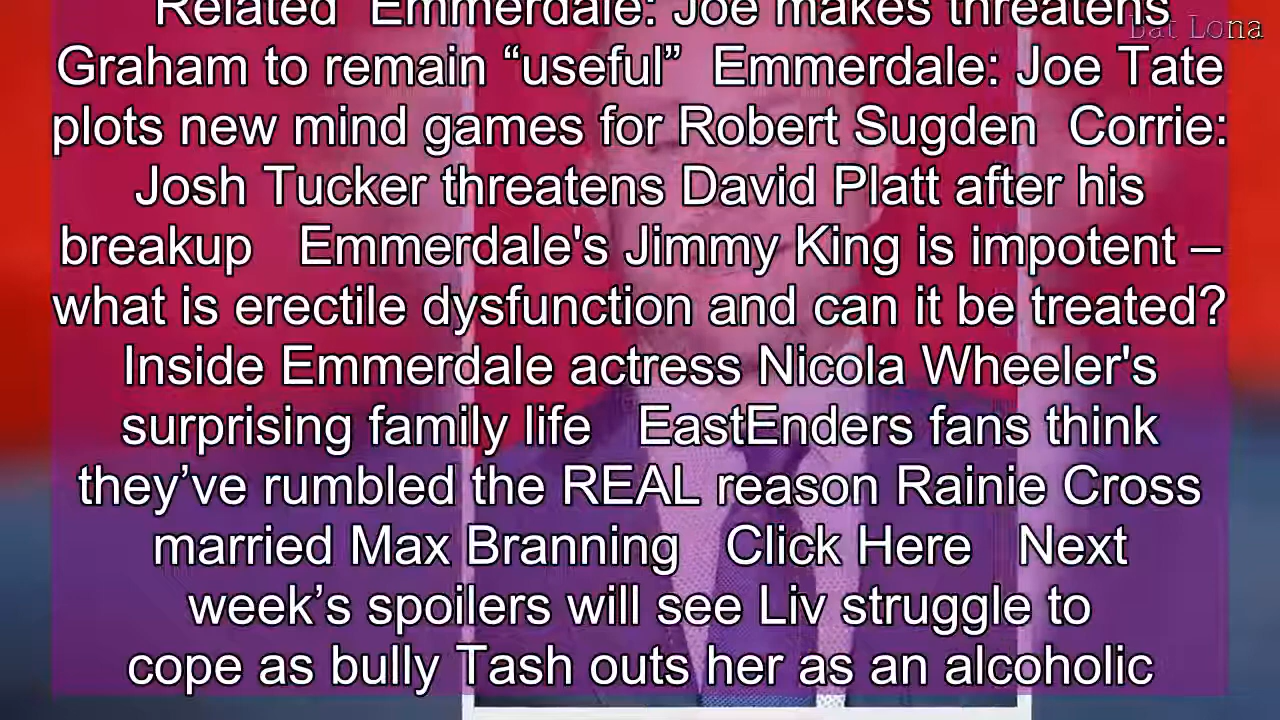 Related Emmerdale: Joe makes threatens
Bat Lona
Graham to remain “useful” Emmerdale: Joe Tate
plots new mind games for Robert Sugden Corrie:
Josh Tucker threatens David Platt after his
breakup Emmerdale's Jimmy King is impotent –
what is erectile dysfunction and can it be treated?
Inside Emmerdale actress Nicola Wheeler's
surprising family life EastEnders fans think
they’ve rumbled the REAL reason Rainie Cross
married Max Branning Click Here Next
week’s spoilers will see Liv struggle to
cope as bully Tash outs her as an alcoholic